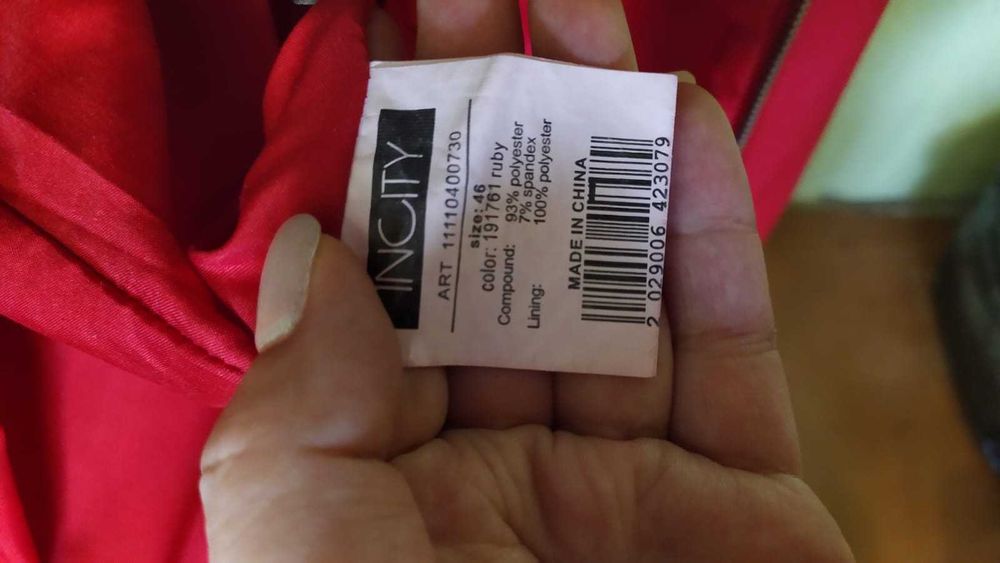 INCITY
ART 11110400730
size: 46
color: 191761 ruby
Compound: 93% polyester
7% spandex
Lining: 100% polyester
MADE IN CHINA
2 029006 423079